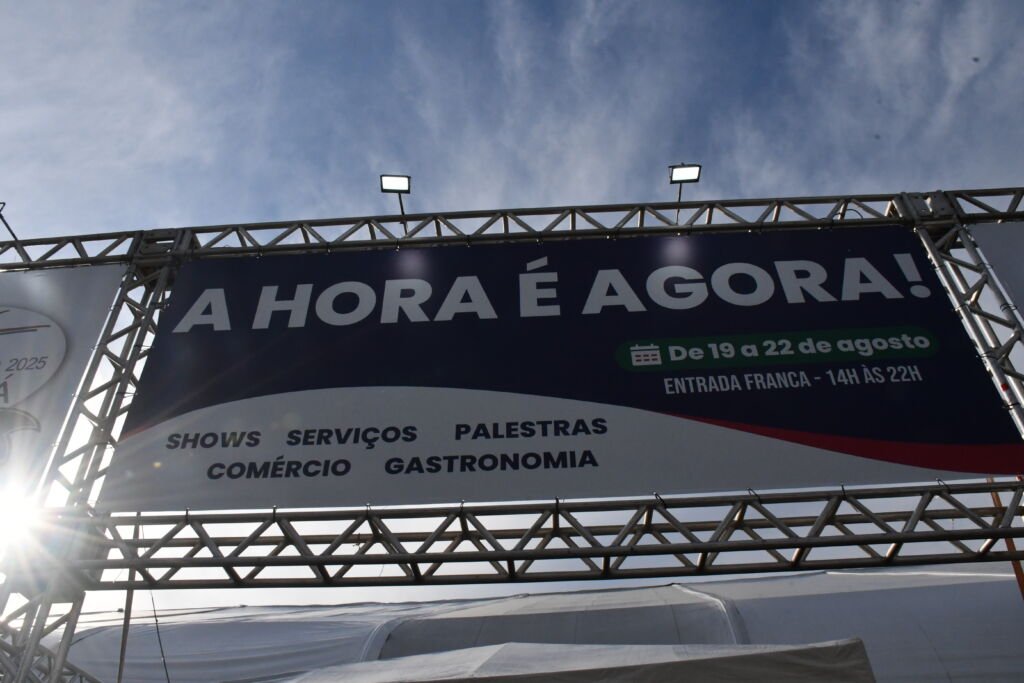 A HORA É AGORA!
De 19 a 22 de agosto
ENTRADA FRANCA - 14H ÀS 22H
SHOWS SERVIÇOS PALESTRAS
COMÉRCIO GASTRONOMIA
2025